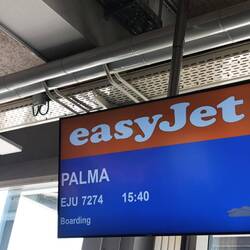 easyJet
PALMA
EJU 7274 15:40
Boarding